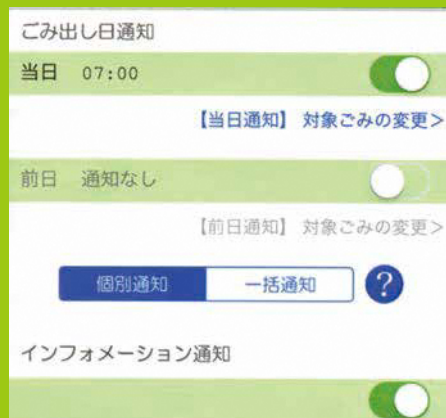 ごみ出し日通知
当日 07:00
【当日通知】 対象ごみの変更>
前日 通知なし
【前日通知】 対象ごみの変更>
個別通知 一括通知 ?
インフォメーション通知